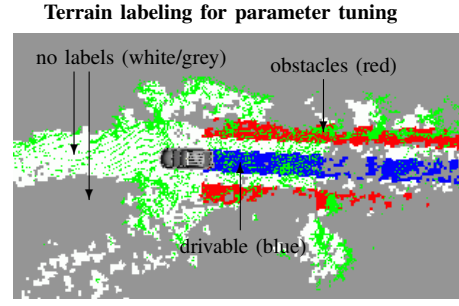 Terrain labeling for parameter tuning
no labels (white/grey)
obstacles (red)
drivable (blue)